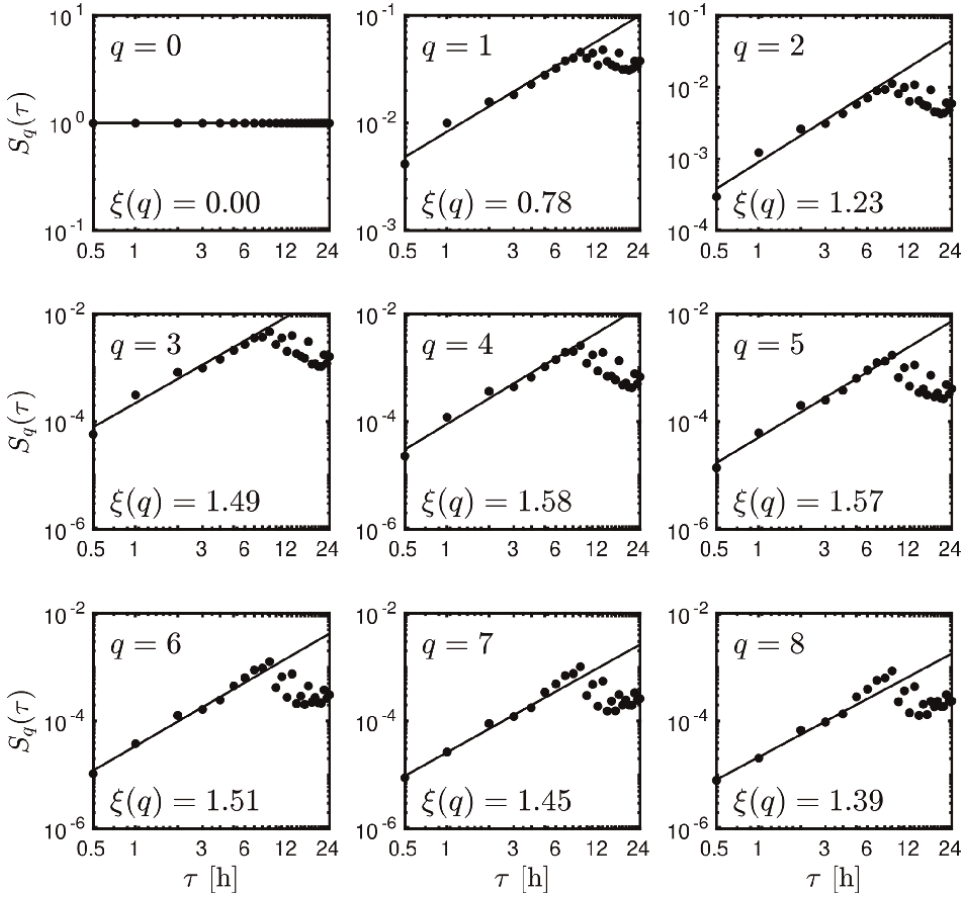 10^1
q = 0
10^0
S_q(τ)
ξ(q) = 0.00
10^-1
0.5 1 3 6 12 24
10^-1
q = 1
10^-2
ξ(q) = 0.78
10^-3
0.5 1 3 6 12 24
10^-1
q = 2
10^-2
10^-3
ξ(q) = 1.23
10^-4
0.5 1 3 6 12 24
10^-2
q = 3
10^-4
S_q(τ)
ξ(q) = 1.49
10^-6
0.5 1 3 6 12 24
10^-2
q = 4
10^-4
ξ(q) = 1.58
10^-6
0.5 1 3 6 12 24
10^-2
q = 5
10^-4
ξ(q) = 1.57
10^-6
0.5 1 3 6 12 24
10^-2
q = 6
10^-4
S_q(τ)
ξ(q) = 1.51
10^-6
0.5 1 3 6 12 24
τ [h]
10^-2
q = 7
10^-4
ξ(q) = 1.45
10^-6
0.5 1 3 6 12 24
τ [h]
10^-2
q = 8
10^-4
ξ(q) = 1.39
10^-6
0.5 1 3 6 12 24
τ [h]